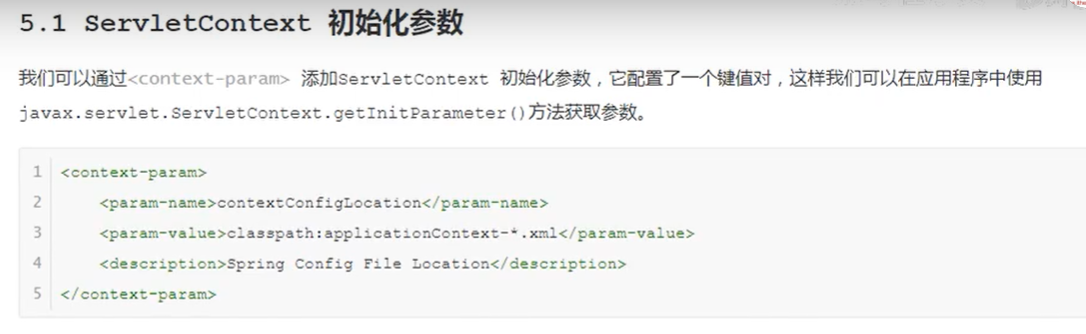 5.1 ServletContext 初始化参数
我们可以通过<context-param> 添加ServletContext 初始化参数，它配置了一个键值对，这样我们可以在应用程序中使用
javax.servlet.ServletContext.getInitParameter()方法获取参数。
1 <context-param>
2 <param-name>contextConfigLocation</param-name>
3 <param-value>classpath:applicationContext-*.xml</param-value>
4 <description>Spring Config File Location</description>
5 </context-param>